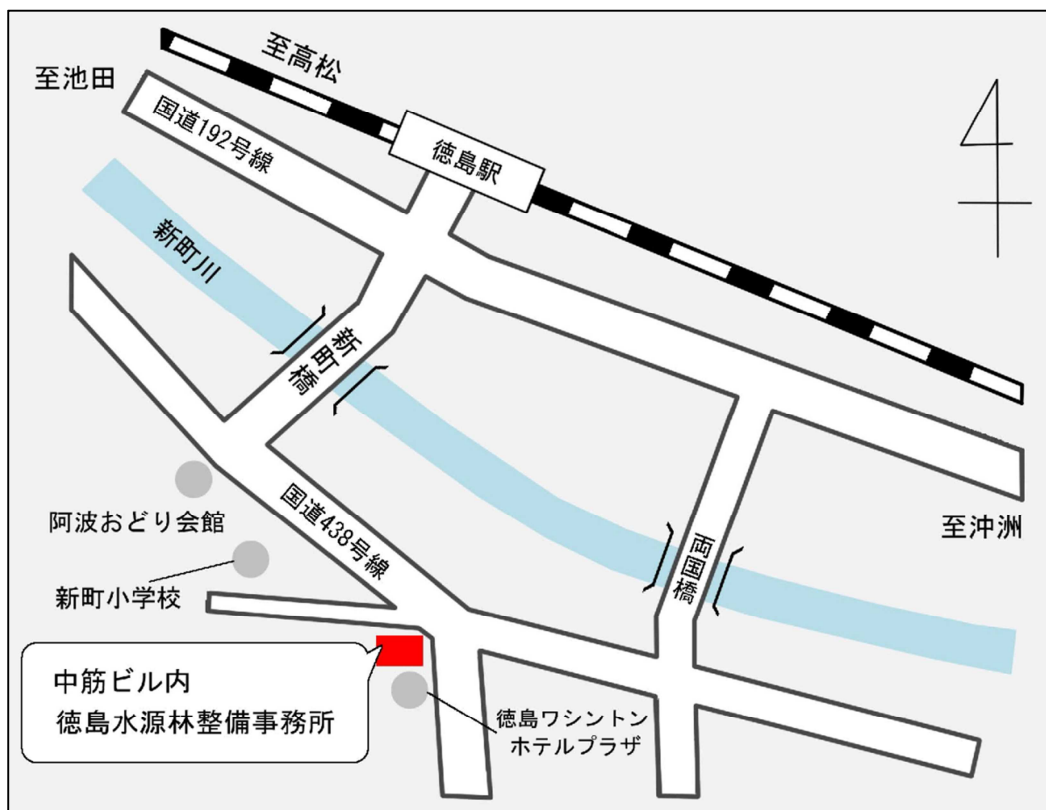 至高松
至池田
国道192号線
徳島駅
新町川
新町橋
国道438号線
両国橋
至沖洲
阿波おどり会館
新町小学校
中筋ビル内
徳島水源林整備事務所
徳島ワシントン
ホテルプラザ